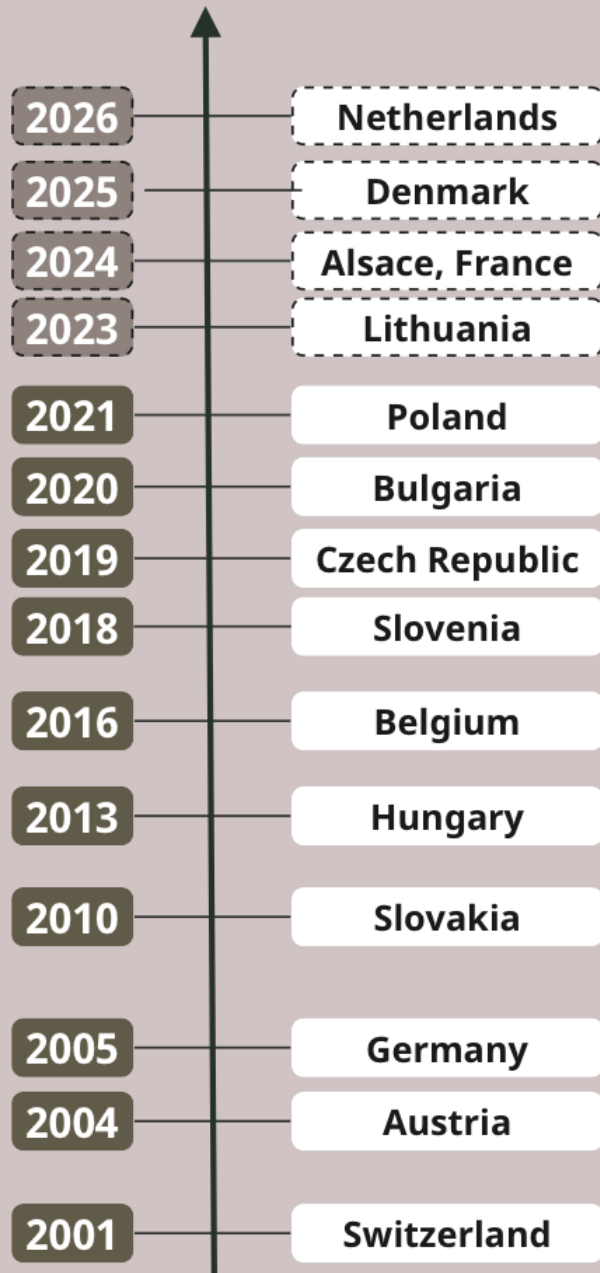 2026 Netherlands
2025 Denmark
2024 Alsace, France
2023 Lithuania
2021 Poland
2020 Bulgaria
2019 Czech Republic
2018 Slovenia
2016 Belgium
2013 Hungary
2010 Slovakia
2005 Germany
2004 Austria
2001 Switzerland